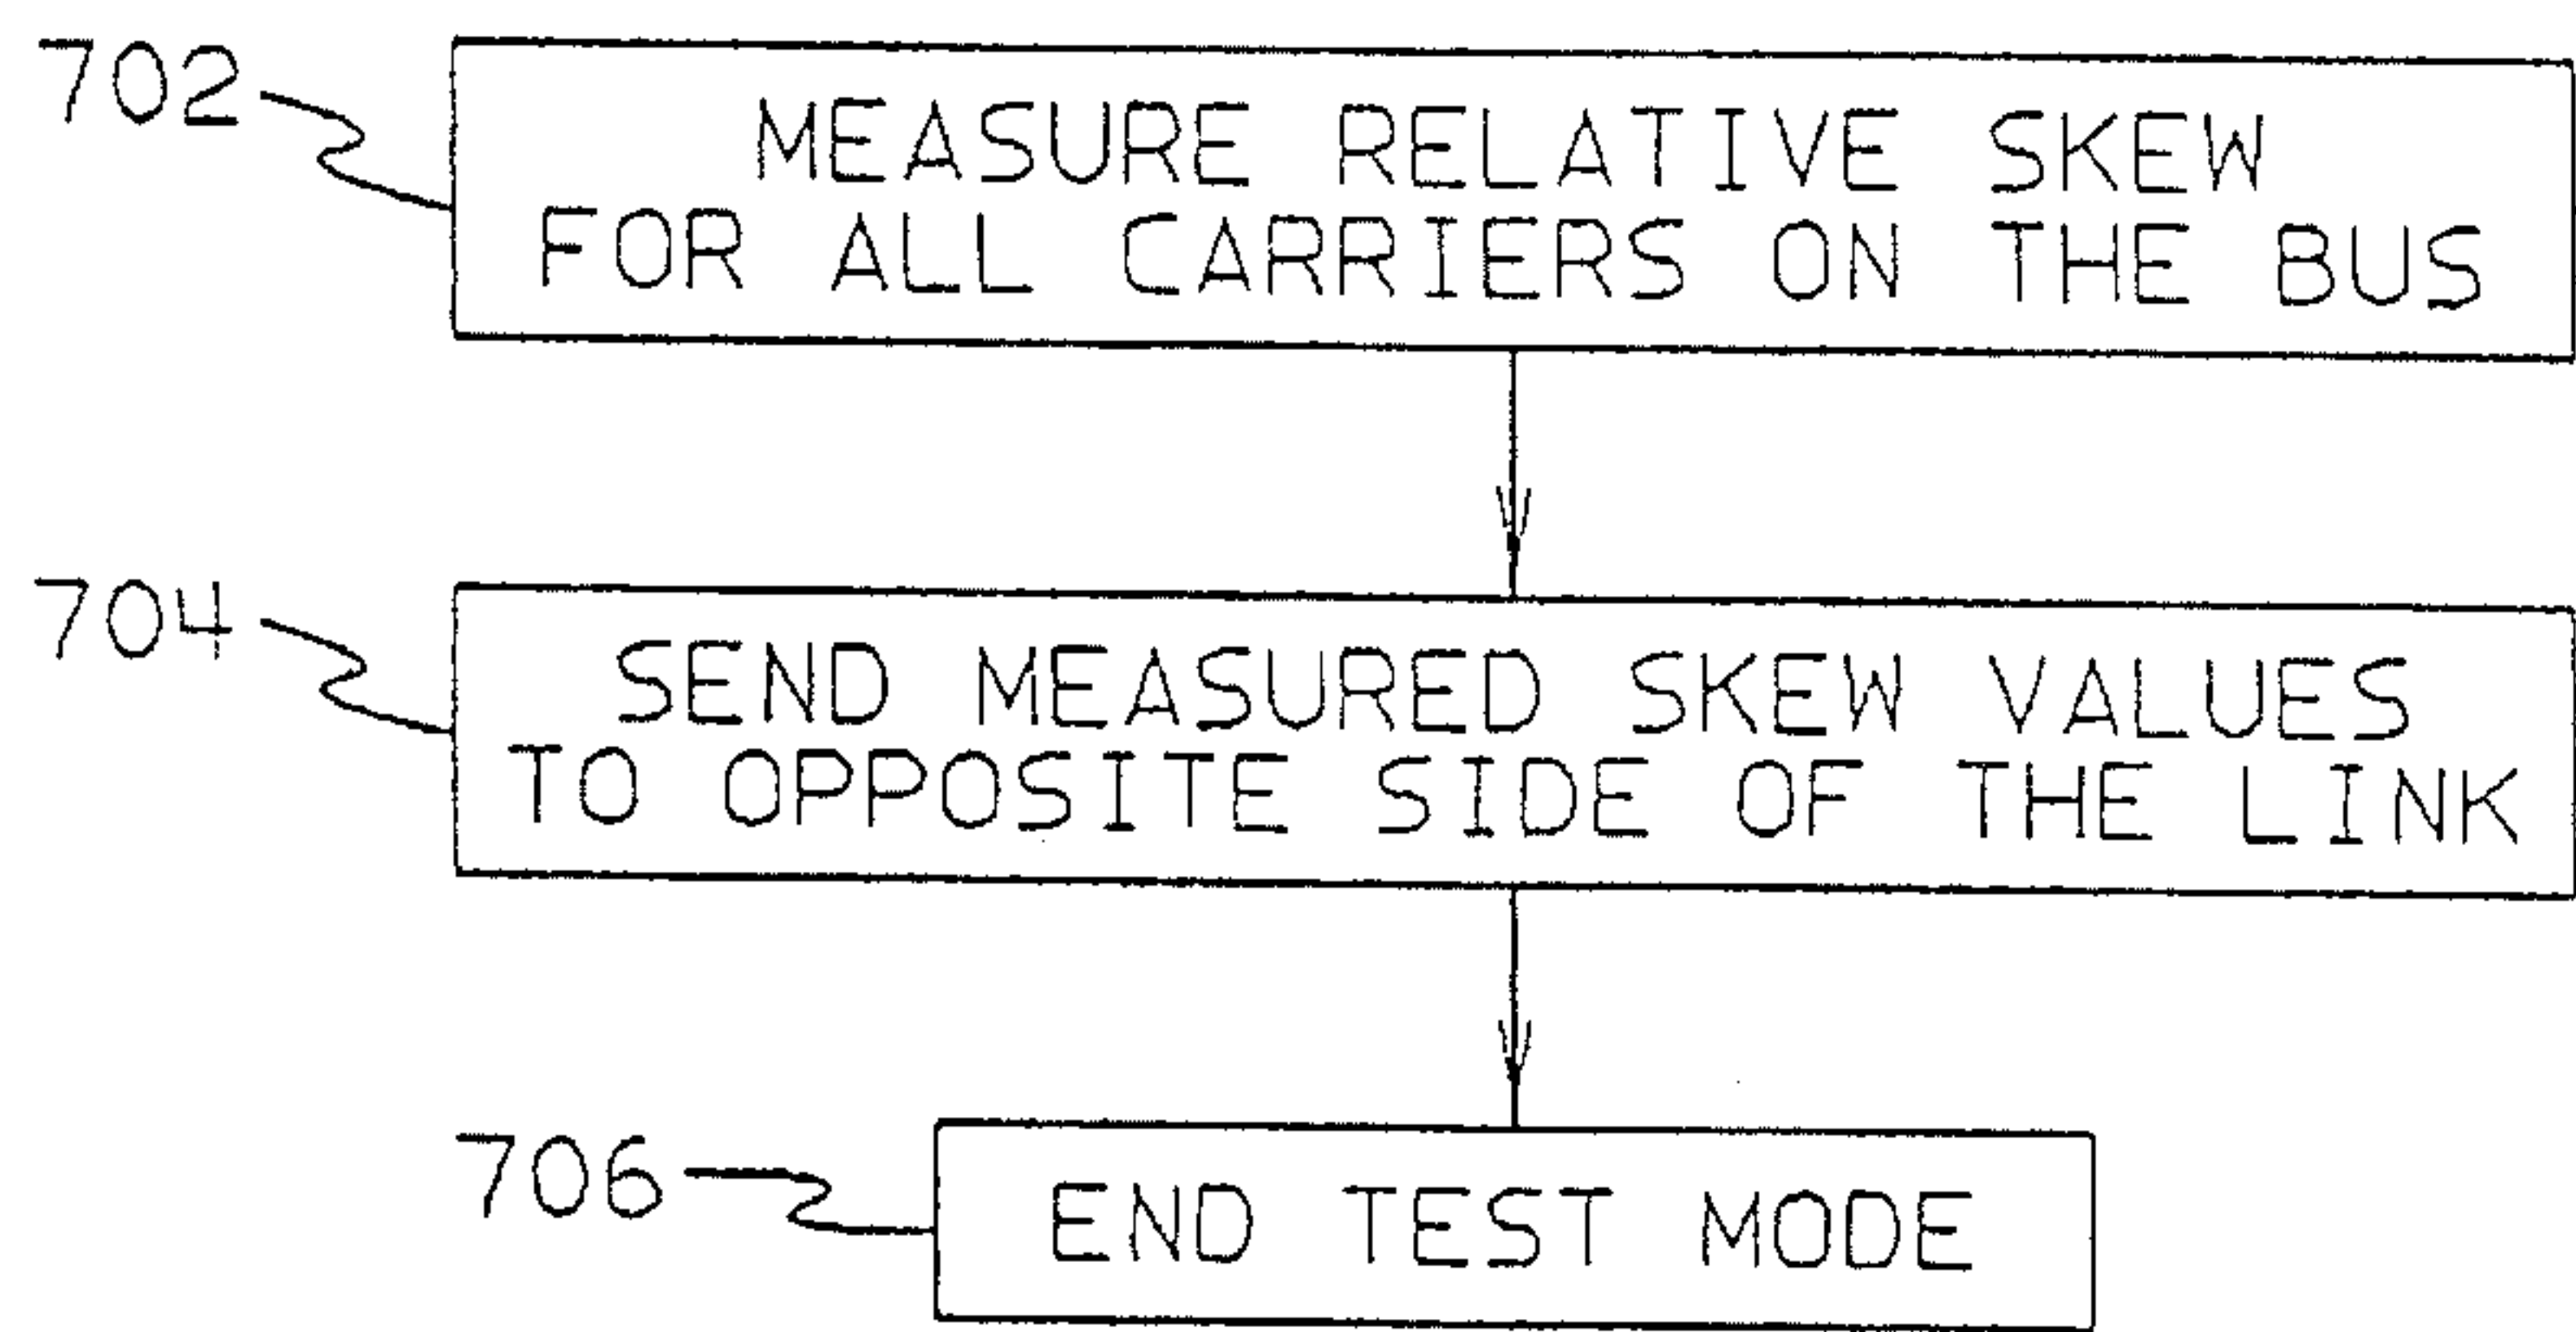 702
MEASURE RELATIVE SKEW
FOR ALL CARRIERS ON THE BUS
704
SEND MEASURED SKEW VALUES
TO OPPOSITE SIDE OF THE LINK
706
END TEST MODE